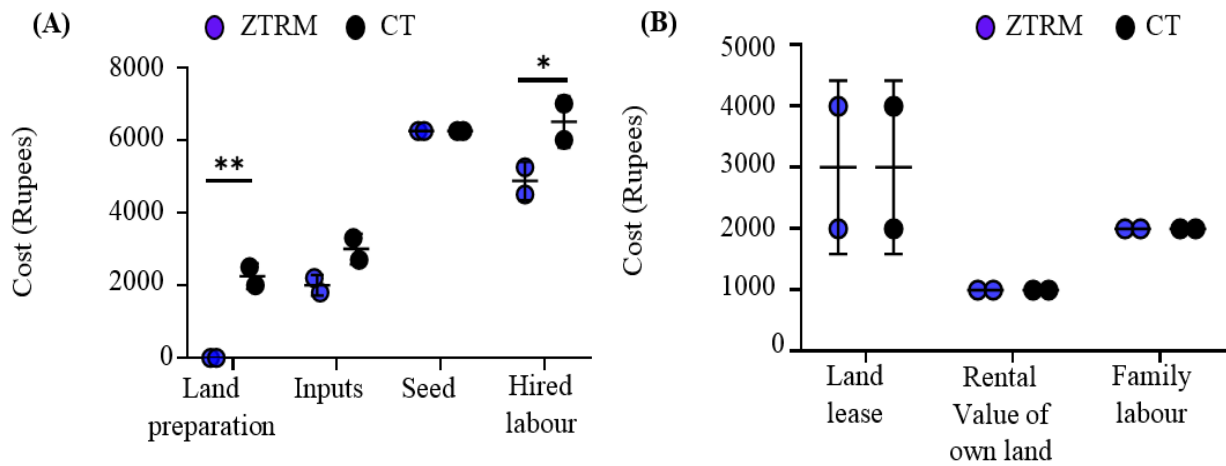 (A)
ZTRM CT
Cost (Rupees)
8000
6000
4000
2000
0
**
*
Land preparation
Inputs
Seed
Hired labour
(B)
ZTRM CT
Cost (Rupees)
5000
4000
3000
2000
1000
0
Land lease
Rental Value of own land
Family labour